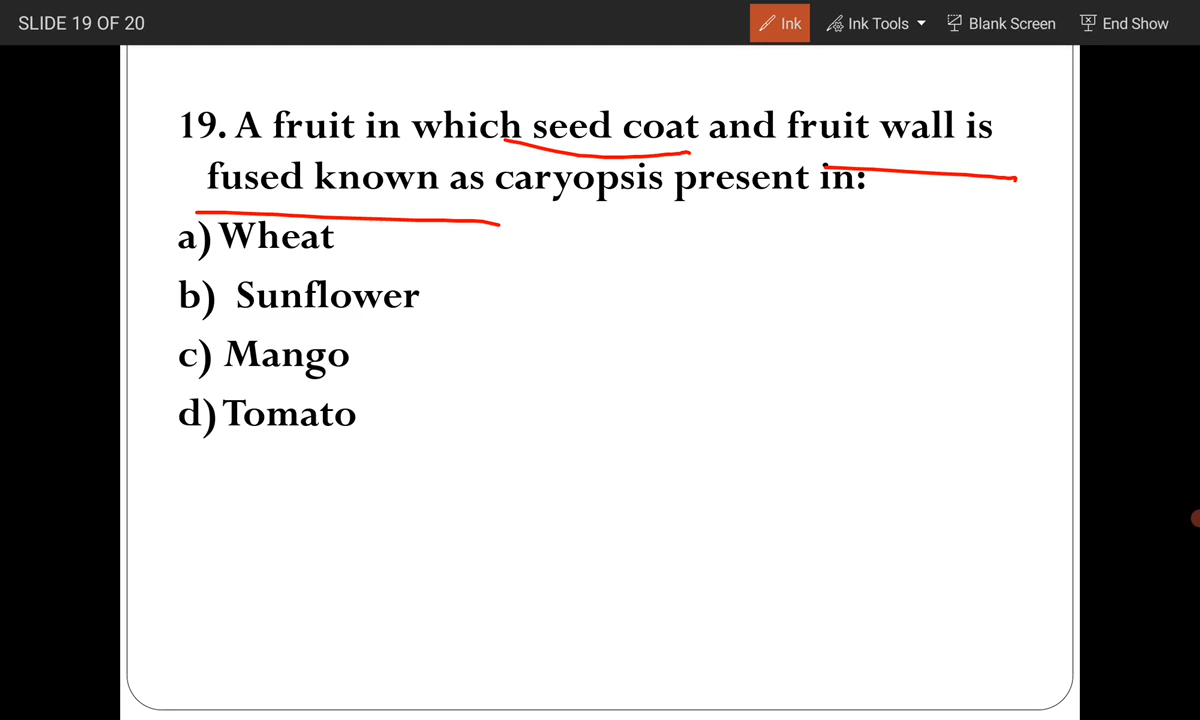 SLIDE 19 OF 20
Ink
Ink Tools
Blank Screen
End Show
19. A fruit in which seed coat and fruit wall is
fused known as caryopsis present in:
a) Wheat
b) Sunflower
c) Mango
d) Tomato